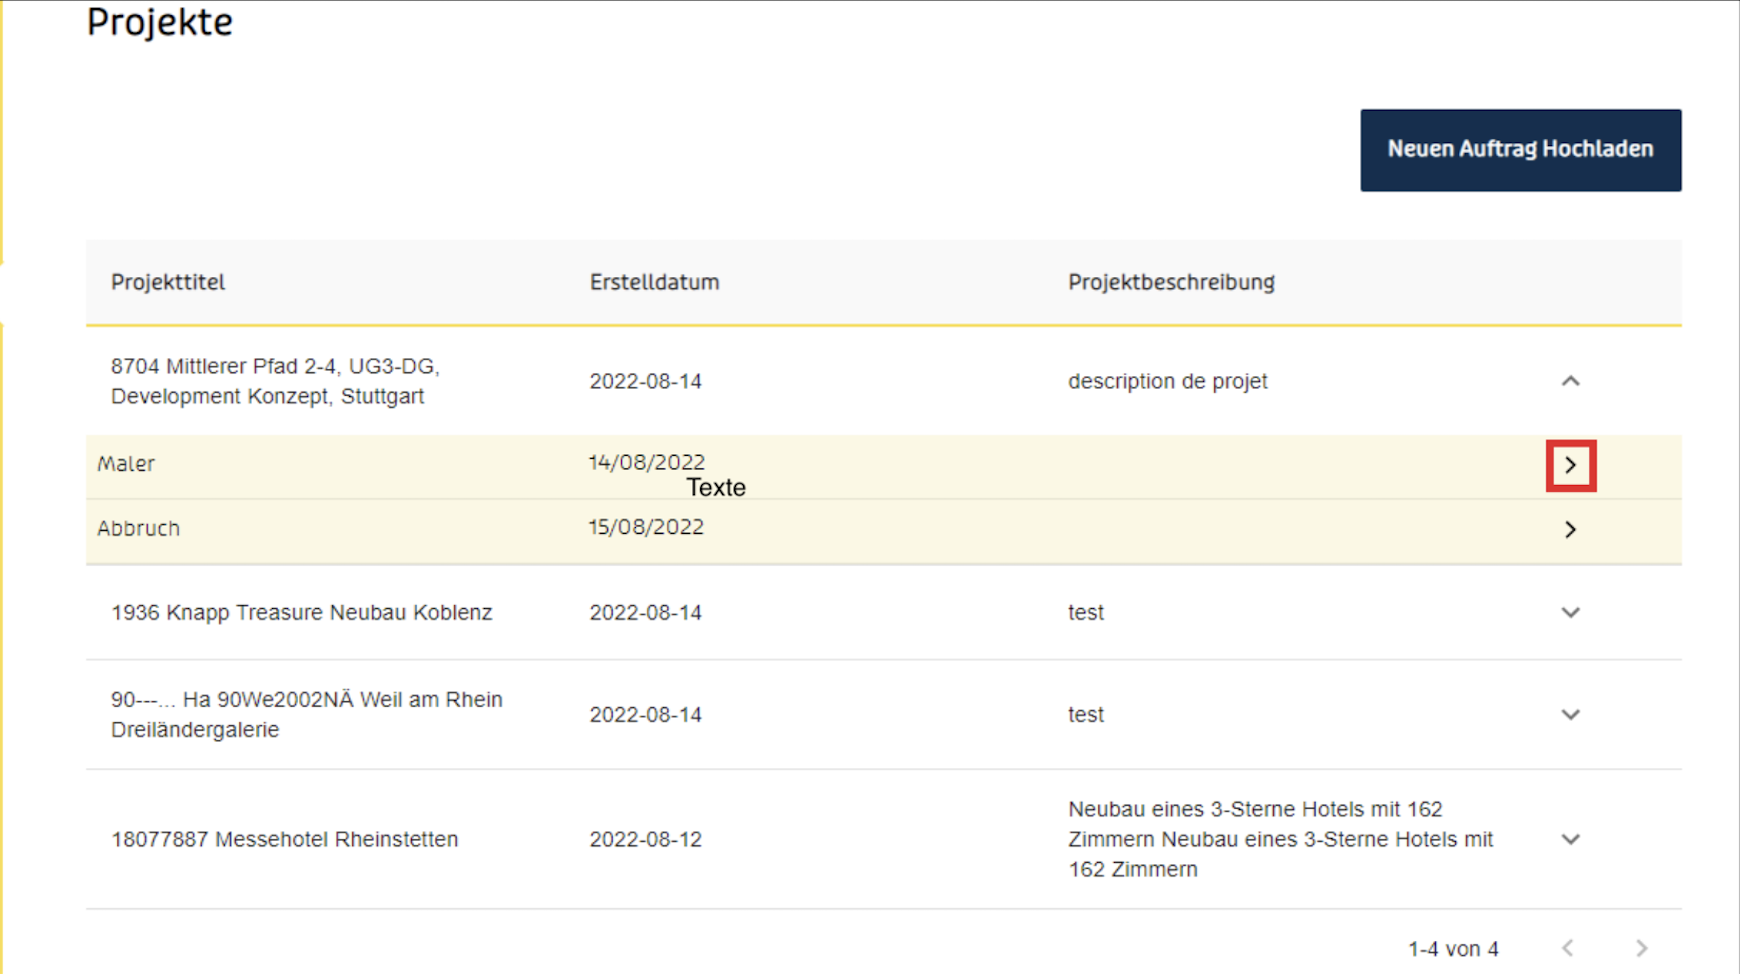 Projekte
Neuen Auftrag Hochladen
Projekttitel Erstelldatum Projektbeschreibung
8704 Mittlerer Pfad 2-4, UG3-DG,
Development Konzept, Stuttgart
2022-08-14 description de projet
Maler 14/08/2022
Texte
Abbruch 15/08/2022
1936 Knapp Treasure Neubau Koblenz 2022-08-14 test
90---... Ha 90We2002NÄ Weil am Rhein
Dreiländergalerie
2022-08-14 test
18077887 Messehotel Rheinstetten 2022-08-12
Neubau eines 3-Sterne Hotels mit 162
Zimmern Neubau eines 3-Sterne Hotels mit
162 Zimmern
1-4 von 4